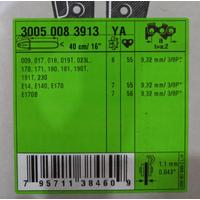 3005 008 3913 YA
40 cm/ 16"
a
t=a:2
009, 017, 018, 019T, 023L, 6 55 9,32 mm/ 3/8P"
170, 171, 180, 181, 190T,
191T, 230
E14, E140, E170 7 55 9,32 mm/ 3/8P"
E170B 7 56 9,32 mm/ 3/8P"
1.1 mm
0.043"
7 95711 38460 9